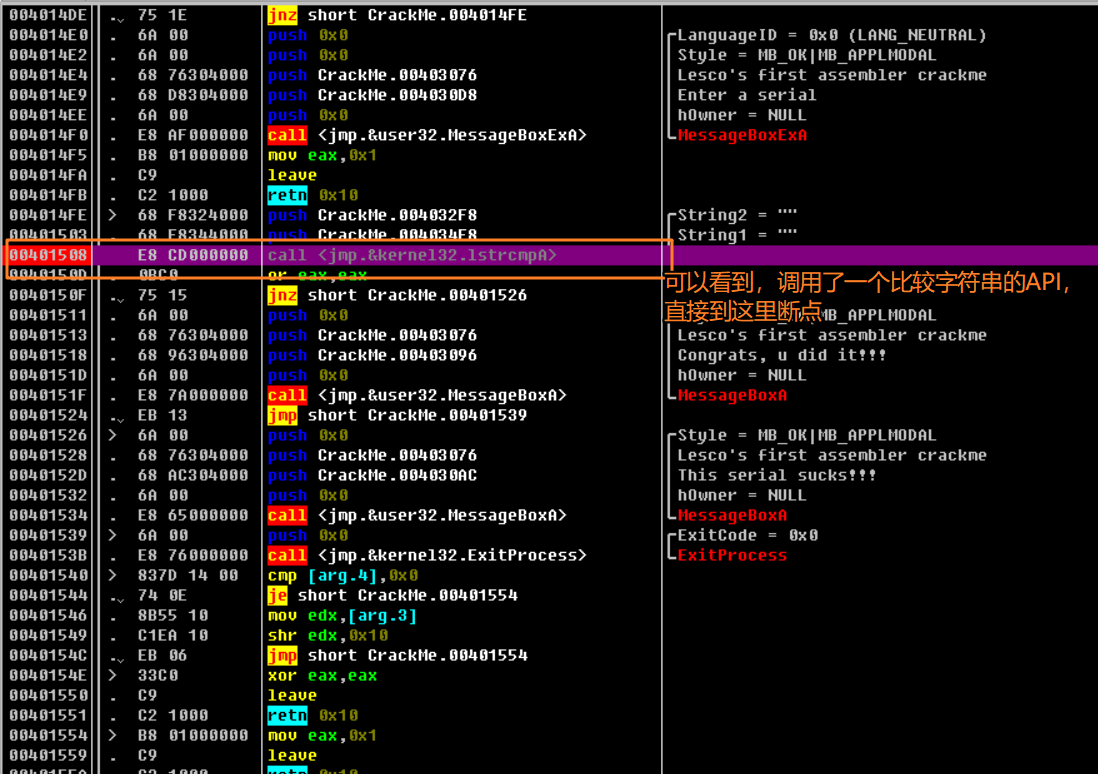 004014DE . 75 1E jnz short CrackMe.004014FE
004014E0 . 6A 00 push 0x0 LanguageID = 0x0 (LANG_NEUTRAL)
004014E2 . 6A 00 push 0x0 Style = MB_OK|MB_APPLMODAL
004014E4 . 68 76304000 push CrackMe.00403076 Lesco's first assembler crackme
004014E9 . 68 D8304000 push CrackMe.004030D8 Enter a serial
004014EE . 6A 00 push 0x0 hOwner = NULL
004014F0 . E8 AF000000 call <jmp.&user32.MessageBoxExA> MessageBoxExA
004014F5 . B8 01000000 mov eax,0x1
004014FA . C9 leave
004014FB . C2 1000 retn 0x10
004014FE > 68 F8324000 push CrackMe.004032F8 String2 = ""
00401503 . 68 F8344000 push CrackMe.004034F8 String1 = ""
00401508 E8 CD000000 call <jmp.&kernel32.lstrcmpA>
0040150D . 0BC0 or eax,eax
可以看到，调用了一个比较字符串的API，
直接到这里断点
0040150F . 75 15 jnz short CrackMe.00401526
00401511 . 6A 00 push 0x0 MB_OK|MB_APPLMODAL
00401513 . 68 76304000 push CrackMe.00403076 Lesco's first assembler crackme
00401518 . 68 96304000 push CrackMe.00403096 Congrats, u did it!!!
0040151D . 6A 00 push 0x0 hOwner = NULL
0040151F . E8 7A000000 call <jmp.&user32.MessageBoxA> MessageBoxA
00401524 . EB 13 jmp short CrackMe.00401539
00401526 > 6A 00 push 0x0 Style = MB_OK|MB_APPLMODAL
00401528 . 68 76304000 push CrackMe.00403076 Lesco's first assembler crackme
0040152D . 68 AC304000 push CrackMe.004030AC This serial sucks!!!
00401532 . 6A 00 push 0x0 hOwner = NULL
00401534 . E8 65000000 call <jmp.&user32.MessageBoxA> MessageBoxA
00401539 > 6A 00 push 0x0 ExitCode = 0x0
0040153B . E8 76000000 call <jmp.&kernel32.ExitProcess> ExitProcess
00401540 > 837D 14 00 cmp [arg.4],0x0
00401544 . 74 0E je short CrackMe.00401554
00401546 . 8B55 10 mov edx,[arg.3]
00401549 . C1EA 10 shr edx,0x10
0040154C . EB 06 jmp short CrackMe.00401554
0040154E > 33C0 xor eax,eax
00401550 . C9 leave
00401551 . C2 1000 retn 0x10
00401554 > B8 01000000 mov eax,0x1
00401559 . C9 leave